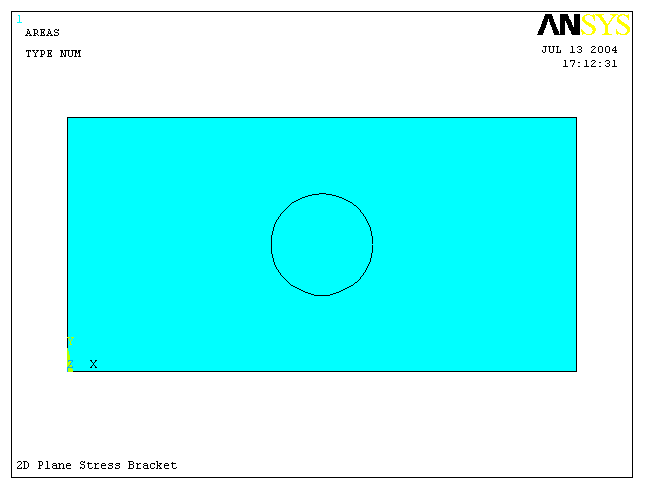 1
AREAS
TYPE NUM
ANSYS
JUL 13 2004
17:12:31
Y
Z X
2D Plane Stress Bracket